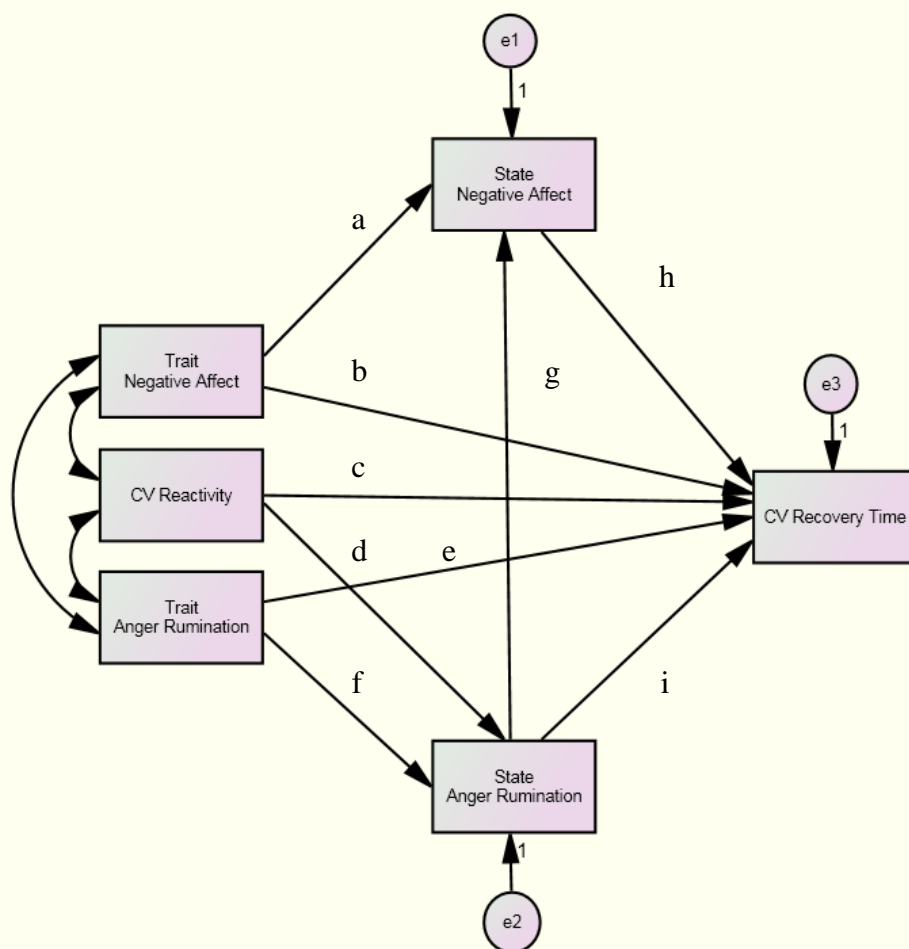 e1
1
State
Negative Affect
a
h
Trait
Negative Affect
b
g
e3
1
c
CV Reactivity
CV Recovery Time
d
e
Trait
Anger Rumination
f
i
State
Anger Rumination
1
e2